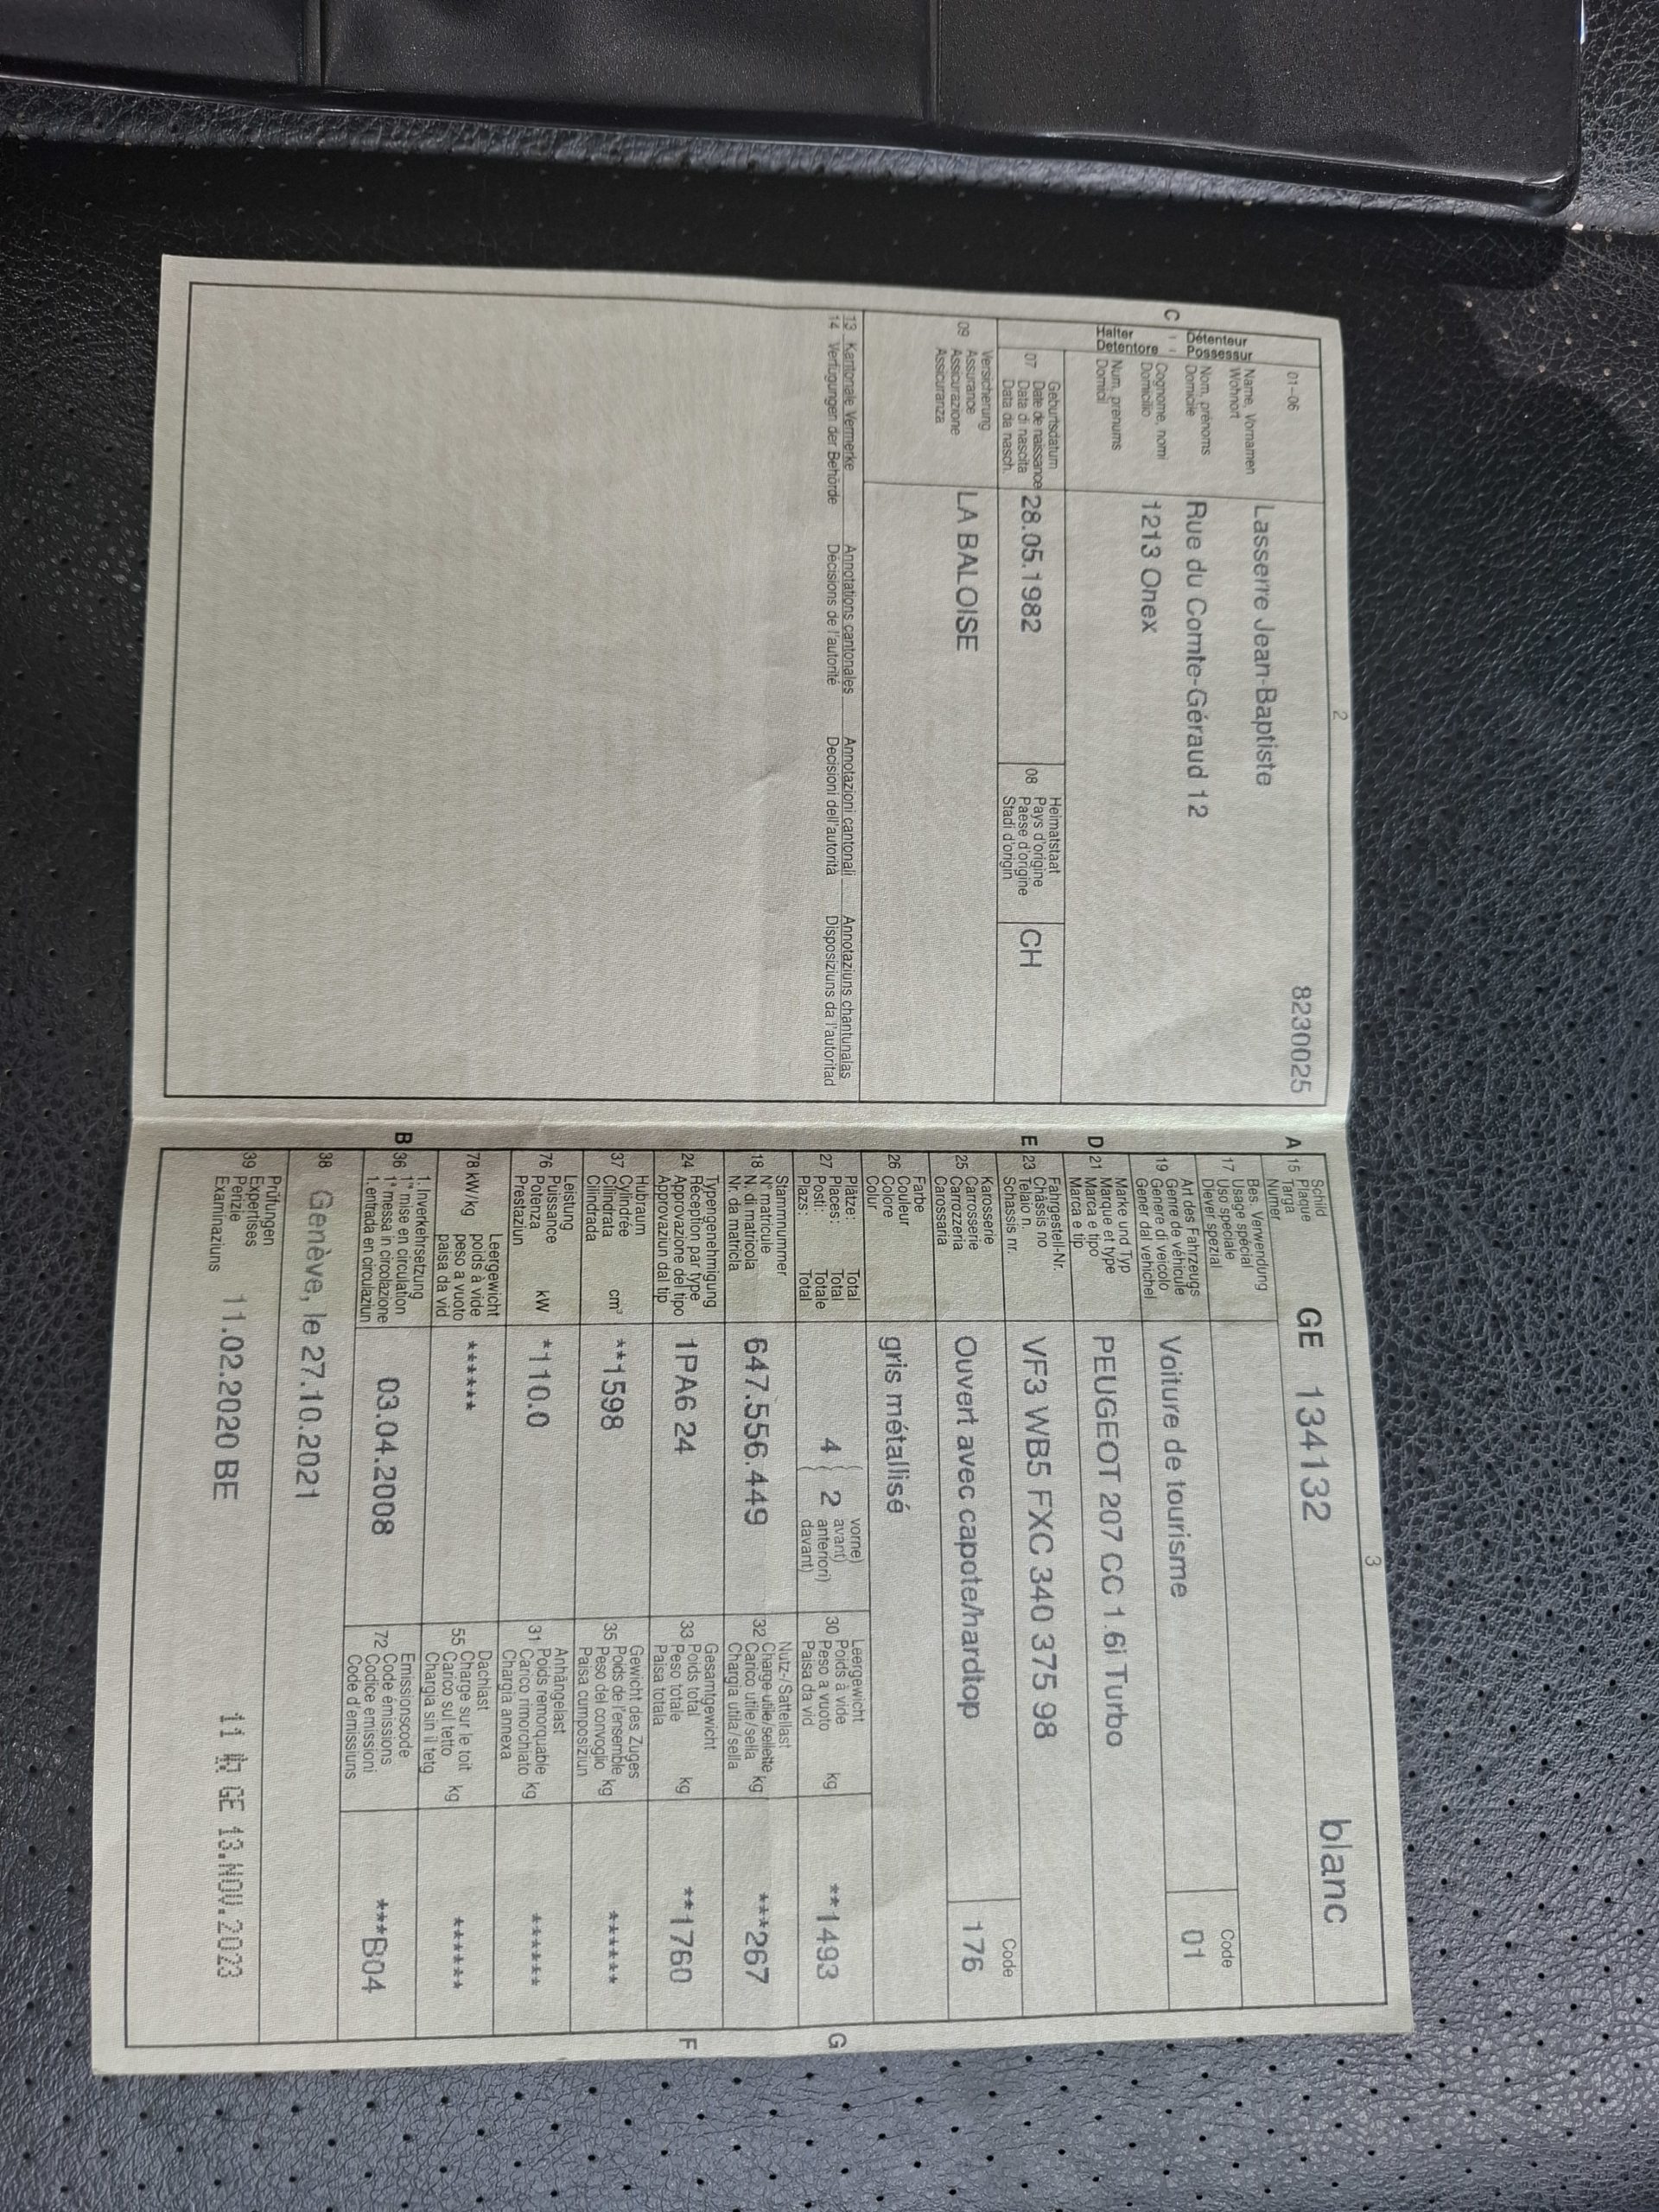 2
8230025
01-06
C
Détenteur
Possessur
Halter
Detentore
Name, Vornamen
Wohnort
Nom, prénoms
Domicile
Cognome, nomi
Domicilio
Num, prenums
Domicil
Lasserre Jean-Baptiste
Rue du Comte-Géraud 12
1213 Onex
07
Geburtsdatum
Date de naissance
Data di nascita
Data da nasch.
28.05.1982
08
Heimatstaat
Pays d'origine
Paese d'origine
Stadi d'origin
CH
09
Versicherung
Assurance
Assicurazione
Assicuranza
LA BALOISE
13 Kantonale Vermerke Annotations cantonales Annotazioni cantonali Annotaziuns chantunalas
14 Verfügungen der Behörde Décisions de l'autorité Decisioni dell'autorità Disposiziuns da l'autoritad
3
A 15
Schild
Plaque
Targa
Numer
GE 134132
blanc
17
Bes. Verwendung
Usage spécial
Uso speciale
Diever spezial
19
Art des Fahrzeugs
Genre de véhicule
Genere di veicolo
Gener dal vehichel
Voiture de tourisme
Code
01
D 21
Marke und Typ
Marque et type
Marca e tipo
Marca e tip
PEUGEOT 207 CC 1.6i Turbo
E 23
Fahrgestell-Nr.
Châssis no
Telaio n.
Schassis nr.
VF3 WB5 FXC 340 375 98
25
Karosserie
Carrosserie
Carrozzeria
Carossaria
Ouvert avec capote/hardtop
Code
176
26
Farbe
Couleur
Colore
Colur
gris métallisé
27
Plätze: Total
Places: Total
Posti: Totale
Plazs: Total
4 ( 2
vorne)
avant)
anteriori)
davant)
30
Leergewicht
Poids à vide
Peso a vuoto kg
Paisa da vid
**1493
G
18
Stammnummer
N° matricule
N. di matricola
Nr. da matricla
647.556.449
32
Nutz-/Sattellast
Charge utile/sellette kg
Carico utile/sella
Chargia utila/sella
***267
24
Typengenehmigung
Réception par type
Approvazione del tipo
Approvaziun dal tip
1PA6 24
33
Gesamtgewicht
Poids total
Peso totale kg
Paisa totala
**1760
F
37
Hubraum
Cylindrée
Cilindrata cm³
Cilindrada
**1598
35
Gewicht des Zuges
Poids de l'ensemble
Peso del convoglio kg
Paisa cumposiziun
******
76
Leistung
Puissance
Potenza kW
Prestaziun
*110.0
31
Anhängelast
Poids remorquable
Carico rimorchiato kg
Chargia annexa
******
78 kW/kg
Leergewicht
poids à vide
peso a vuoto
paisa da vid
******
55
Dachlast
Charge sur le toit
Carico sul tetto kg
Chargia sin il tetg
******
B 36
1. Inverkehrsetzung
1re mise en circulation
1a messa in circolazione
1. entrada en circulaziun
03.04.2008
72
Emissionscode
Code émissions
Codice emissioni
Code d'emissiuns
***B04
38
Genève, le 27.10.2021
39
Prüfungen
Expertises
Perizie
Examinaziuns
11.02.2020 BE
GE 13.NOV.2023